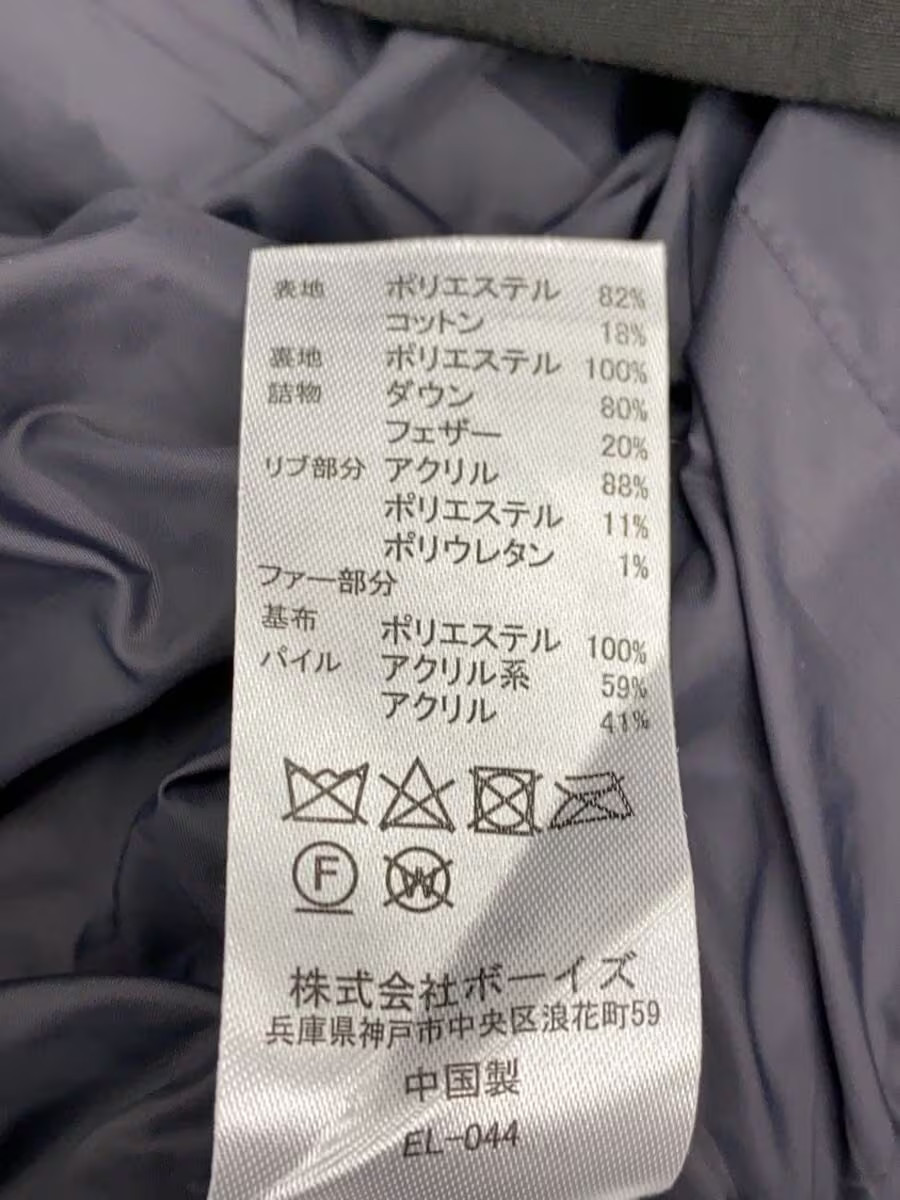 表地 ポリエステル 82%
コットン 18%
裏地 ポリエステル 100%
詰物 ダウン 80%
フェザー 20%
リブ部分 アクリル 88%
ポリエステル 11%
ポリウレタン 1%
ファー部分
基布 ポリエステル 100%
パイル アクリル系 59%
アクリル 41%
F W
株式会社ボーイズ
兵庫県神戸市中央区浪花町59
中国製
EL-044